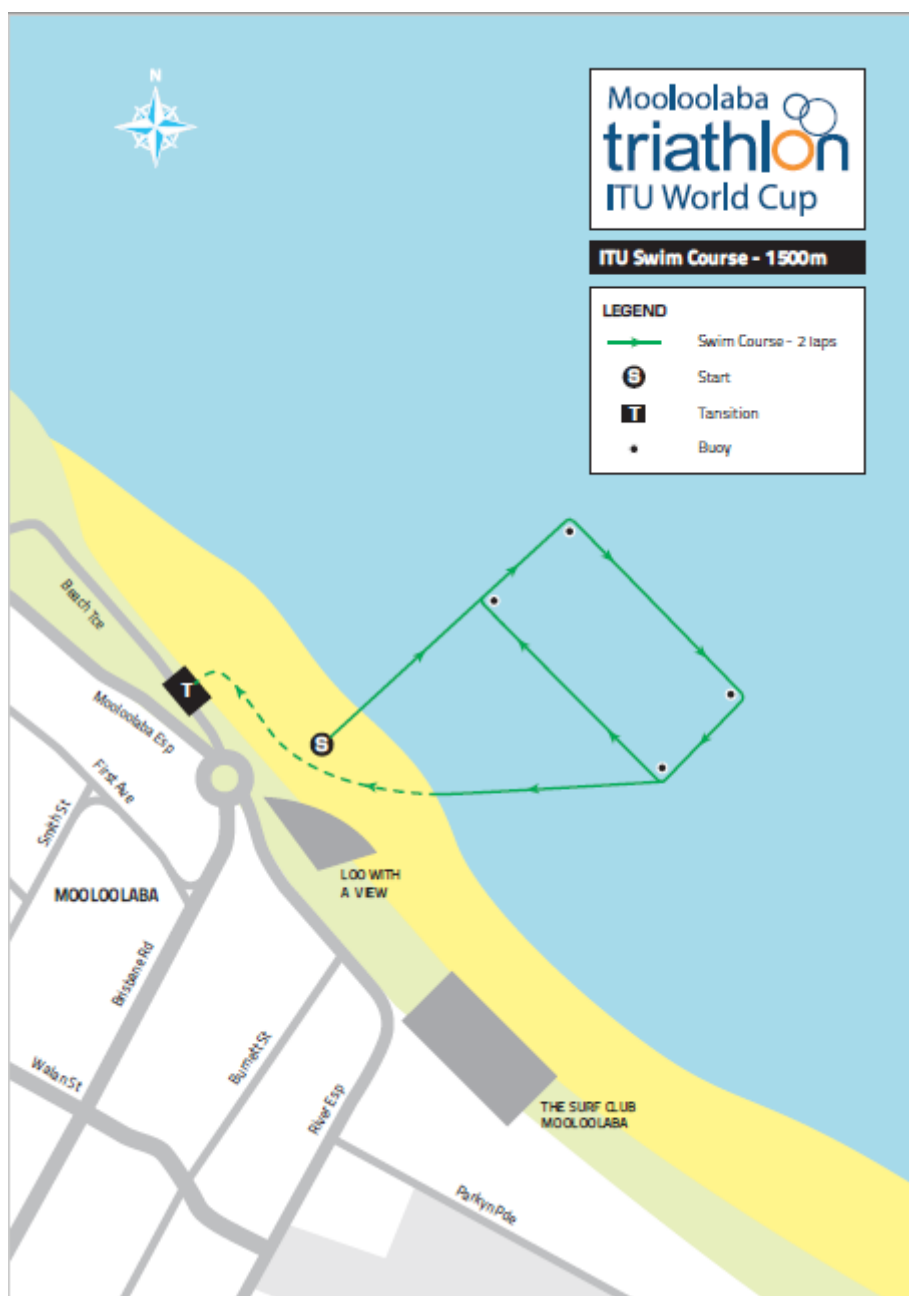 N
Mooloolaba
triathlon
ITU World Cup
ITU Swim Course - 1500m
LEGEND
Swim Course - 2 laps
S
Start
T
Tansition
Buoy
Beach Tce
T
S
Mooloolaba Esp
First Ave
Smith St
LOO WITH
A VIEW
MOOLOOLABA
Brisbane Rd
Burnett St
Walan St
River Esp
THE SURF CLUB
MOOLOOLABA
Parkyn Pde